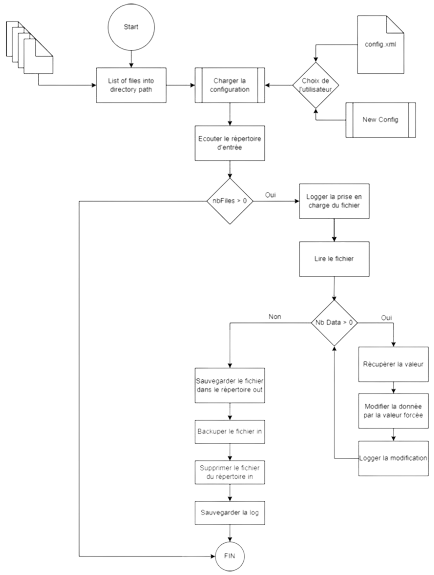 Start
config.xml
List of files into
directory path
Charger la
configuration
Choix de
l'utilisateur
New Config
Ecouter le répertoire
d'entrée
nbFiles > 0
Oui
Logger la prise en
charge du fichier
Lire le fichier
Nb Data > 0
Non
Oui
Récupérer la valeur
Sauvegarder le fichier
dans le répertoire out
Modifier la donnée
par la valeur forcée
Backuper le fichier in
Logger la modification
Supprimer le fichier
du répertoire in
Sauvegarder la log
FIN